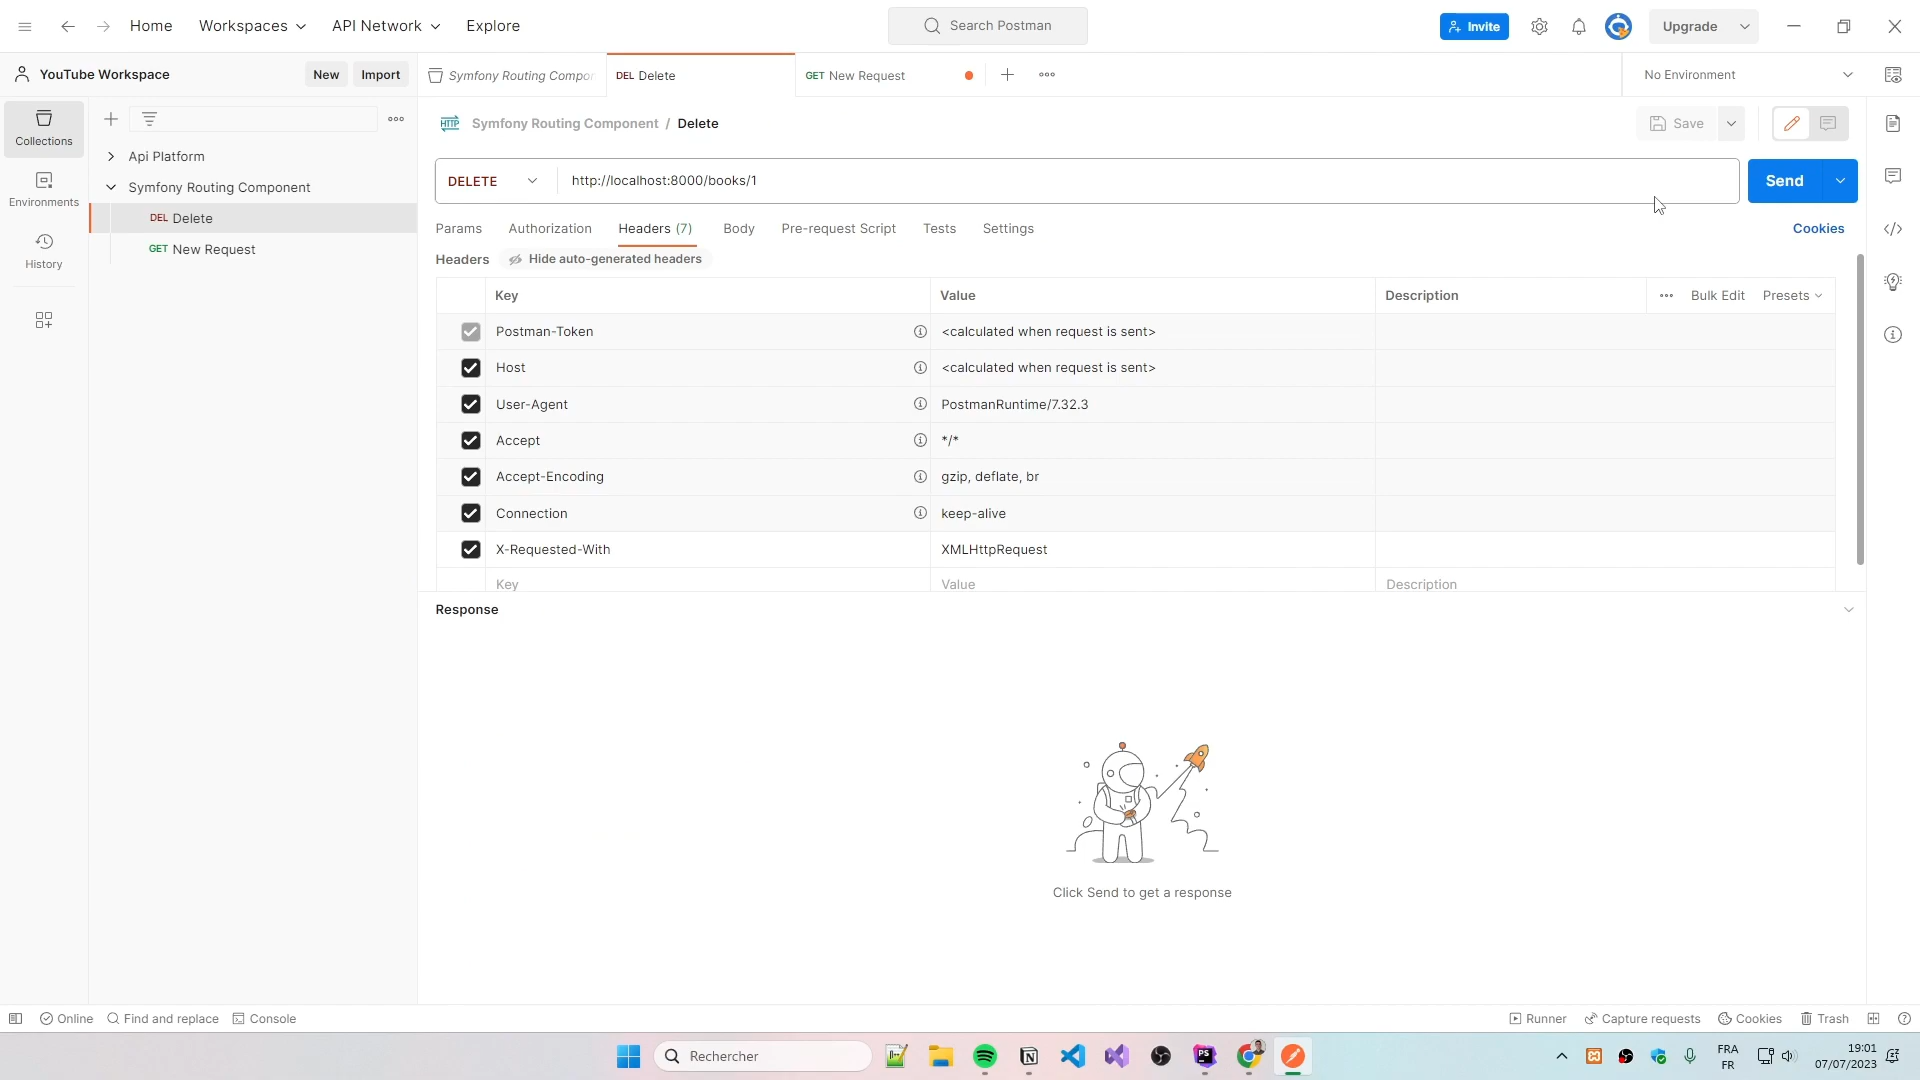 Home Workspaces API Network Explore Search Postman Invite Upgrade
YouTube Workspace New Import Symfony Routing Compor DEL Delete GET New Request No Environment
Symfony Routing Component / Delete Save
Collections
Api Platform
Symfony Routing Component
DELETE http://localhost:8000/books/1 Send
Environments
DEL Delete
History
GET New Request
Params Authorization Headers (7) Body Pre-request Script Tests Settings Cookies
Headers Hide auto-generated headers
Key Value Description Bulk Edit Presets
Postman-Token <calculated when request is sent>
Host <calculated when request is sent>
User-Agent PostmanRuntime/7.32.3
Accept */*
Accept-Encoding gzip, deflate, br
Connection keep-alive
X-Requested-With XMLHttpRequest
Key Value Description
Response
Click Send to get a response
Online Find and replace Console Runner Capture requests Cookies Trash
Rechercher
FRA
FR
19:01
07/07/2023